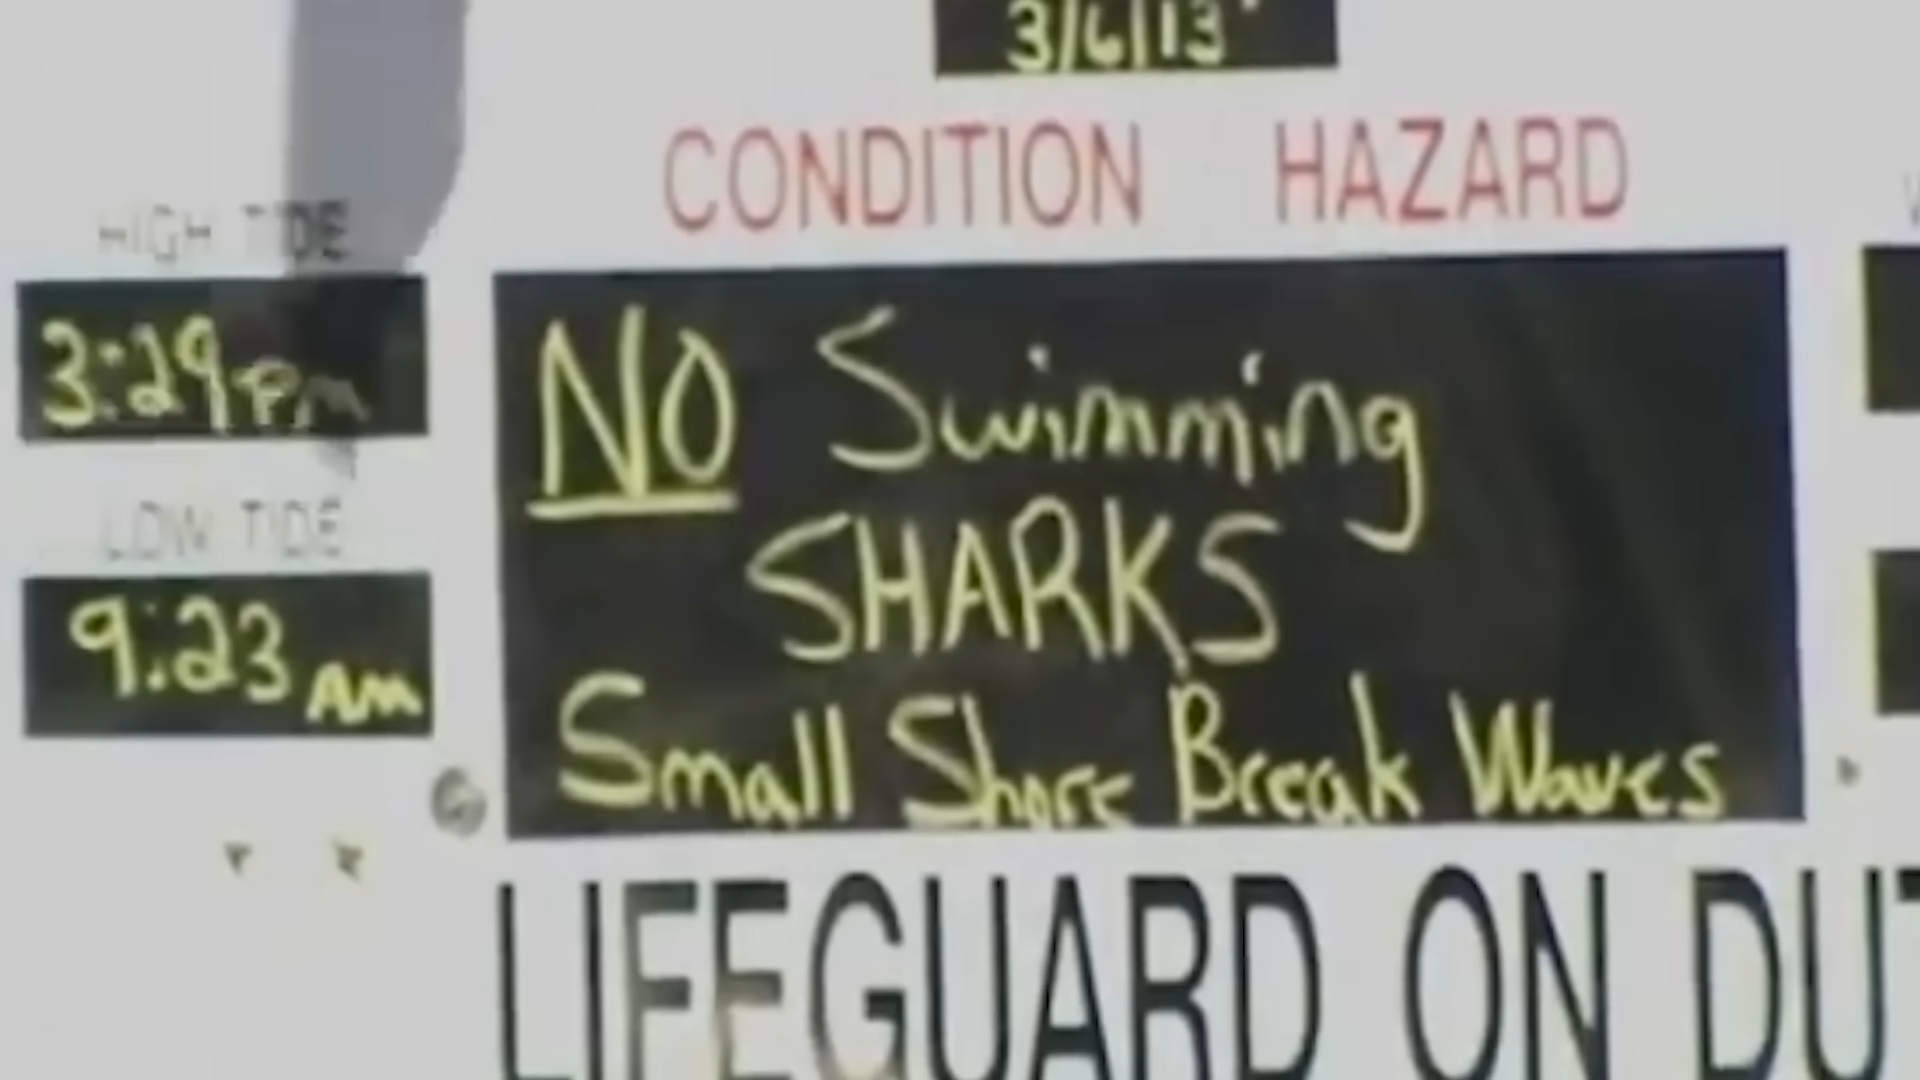 3/6/13
CONDITION HAZARD
HIGH TIDE
3:29 PM
NO Swimming
SHARKS
LOW TIDE
9:23 AM
Small Shore Break Waves
LIFEGUARD ON DUT